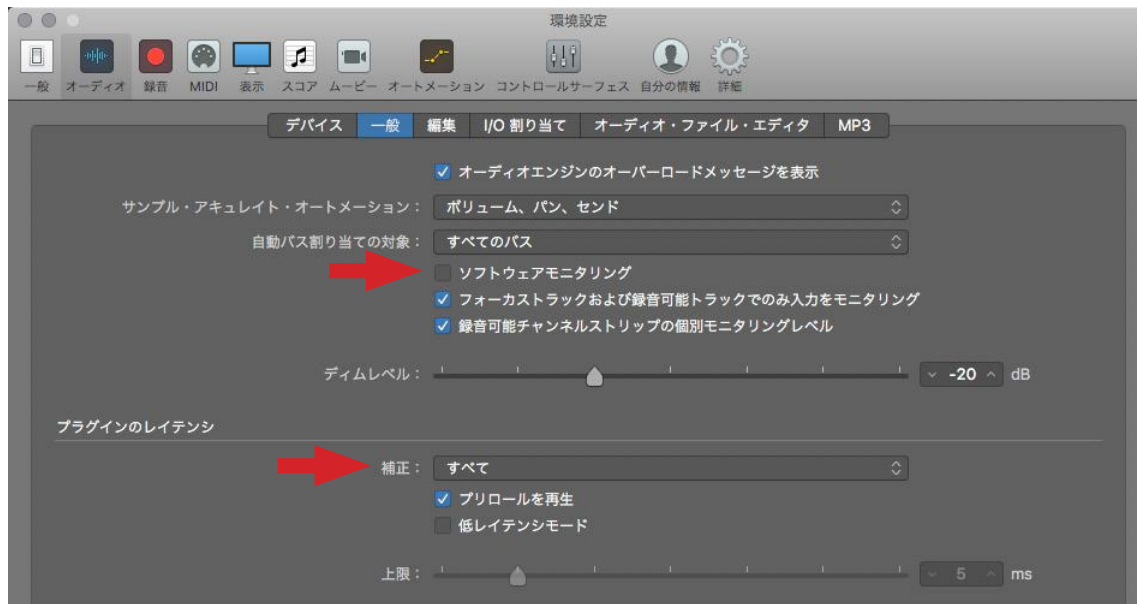 環境設定
一般 オーディオ 録音 MIDI 表示 スコア ムービー オートメーション コントロールサーフェス 自分の情報 詳細
デバイス 一般 編集 I/O 割り当て オーディオ・ファイル・エディタ MP3
オーディオエンジンのオーバーロードメッセージを表示
サンプル・アキュレイト・オートメーション： ボリューム、パン、センド
自動バス割り当ての対象： すべてのバス
ソフトウェアモニタリング
フォーカストラックおよび録音可能トラックでのみ入力をモニタリング
録音可能チャンネルストリップの個別モニタリングレベル
ディムレベル： -20 dB
プラグインのレイテンシ
補正： すべて
プリロールを再生
低レイテンシモード
上限： 5 ms